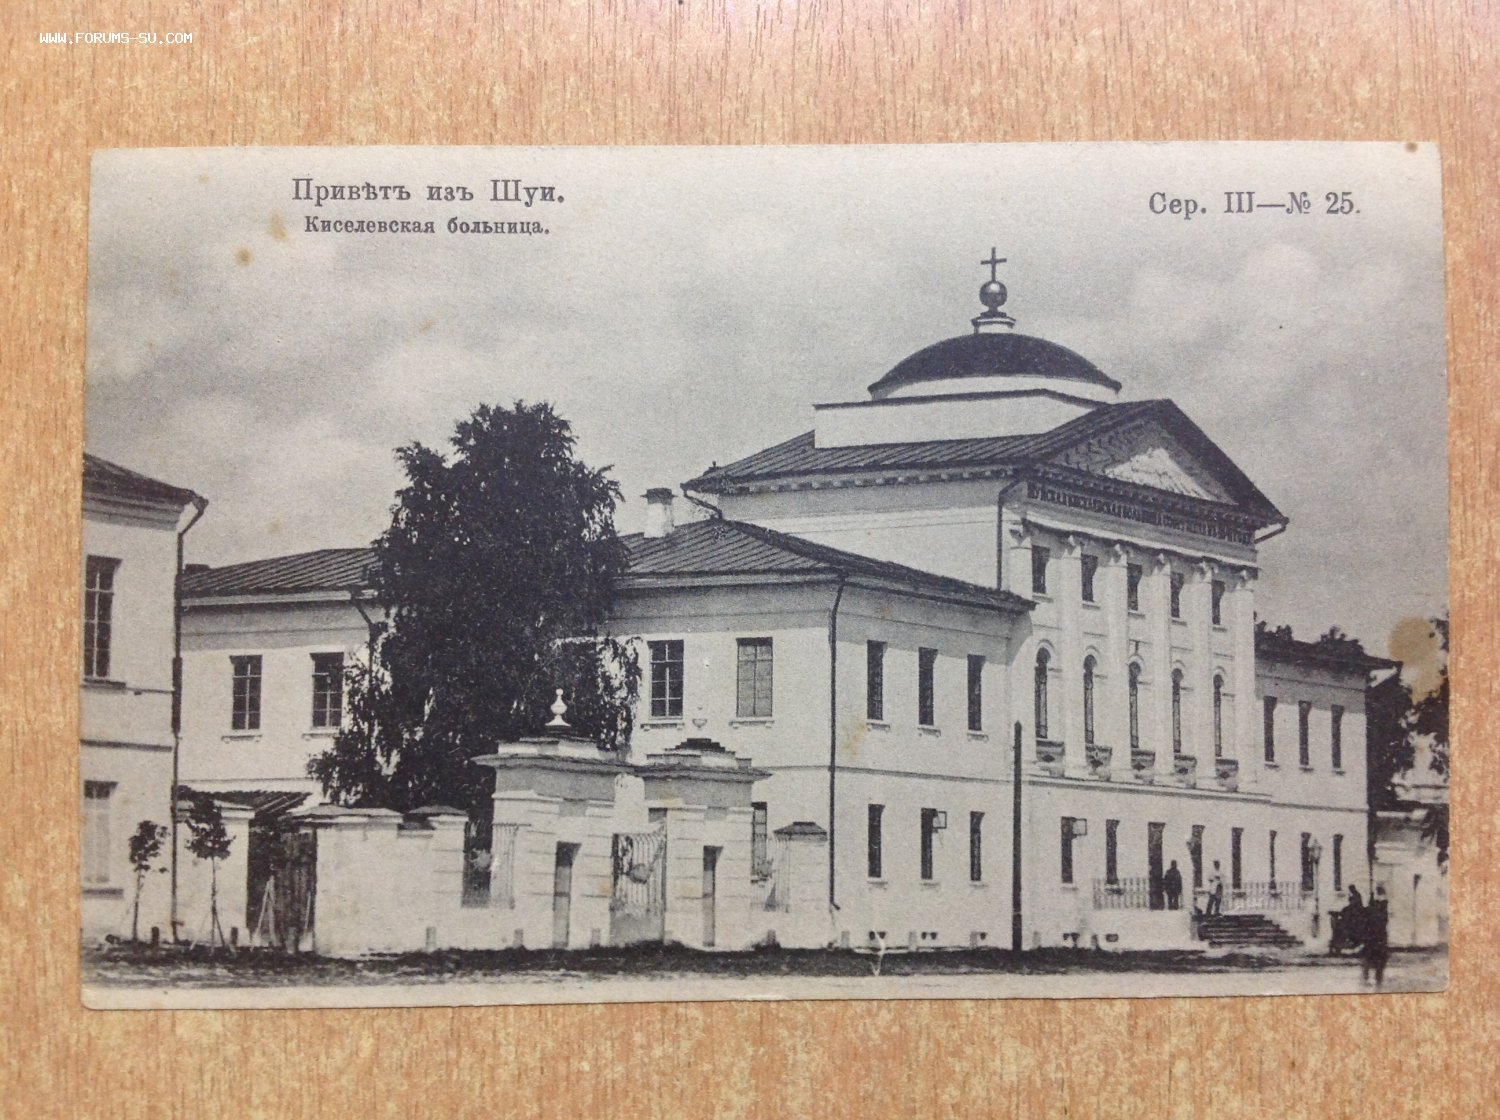 WWW.FORUMS-SU.COM
Привѣтъ изъ Шуи.
Киселевская больница.
Сер. III—№ 25.